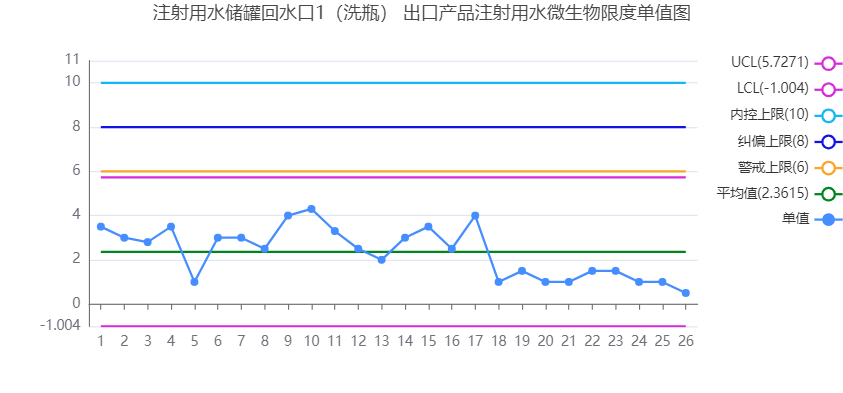 注射用水储罐回水口1（洗瓶） 出口产品注射用水微生物限度单值图
UCL(5.7271)
LCL(-1.004)
内控上限(10)
纠偏上限(8)
警戒上限(6)
平均值(2.3615)
单值
11
10
8
6
4
2
0
-1.004
1 2 3 4 5 6 7 8 9 10 11 12 13 14 15 16 17 18 19 20 21 22 23 24 25 26